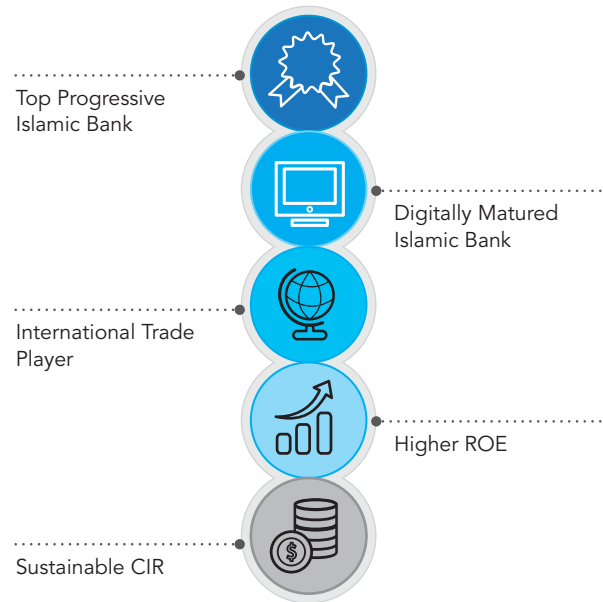 Top Progressive
Islamic Bank
Digitally Matured
Islamic Bank
International Trade
Player
Higher ROE
Sustainable CIR
$